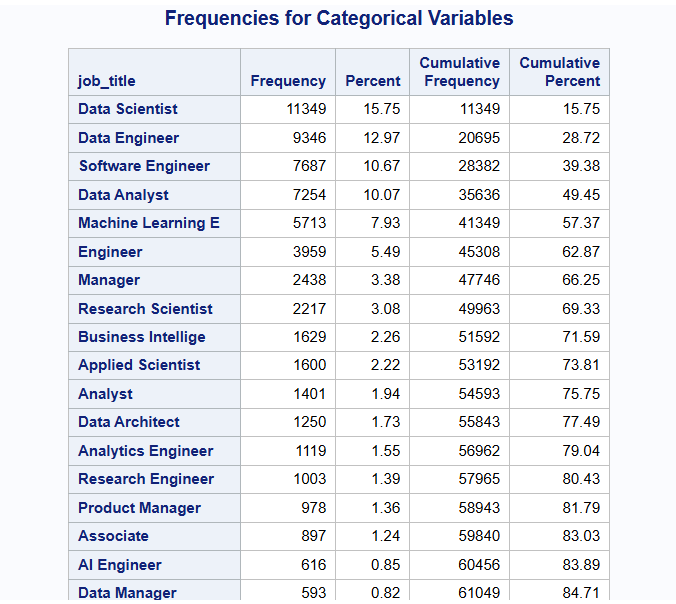 Frequencies for Categorical Variables
job_title Frequency Percent Cumulative Frequency Cumulative Percent
Data Scientist 11349 15.75 11349 15.75
Data Engineer 9346 12.97 20695 28.72
Software Engineer 7687 10.67 28382 39.38
Data Analyst 7254 10.07 35636 49.45
Machine Learning E 5713 7.93 41349 57.37
Engineer 3959 5.49 45308 62.87
Manager 2438 3.38 47746 66.25
Research Scientist 2217 3.08 49963 69.33
Business Intellige 1629 2.26 51592 71.59
Applied Scientist 1600 2.22 53192 73.81
Analyst 1401 1.94 54593 75.75
Data Architect 1250 1.73 55843 77.49
Analytics Engineer 1119 1.55 56962 79.04
Research Engineer 1003 1.39 57965 80.43
Product Manager 978 1.36 58943 81.79
Associate 897 1.24 59840 83.03
AI Engineer 616 0.85 60456 83.89
Data Manager 593 0.82 61049 84.71